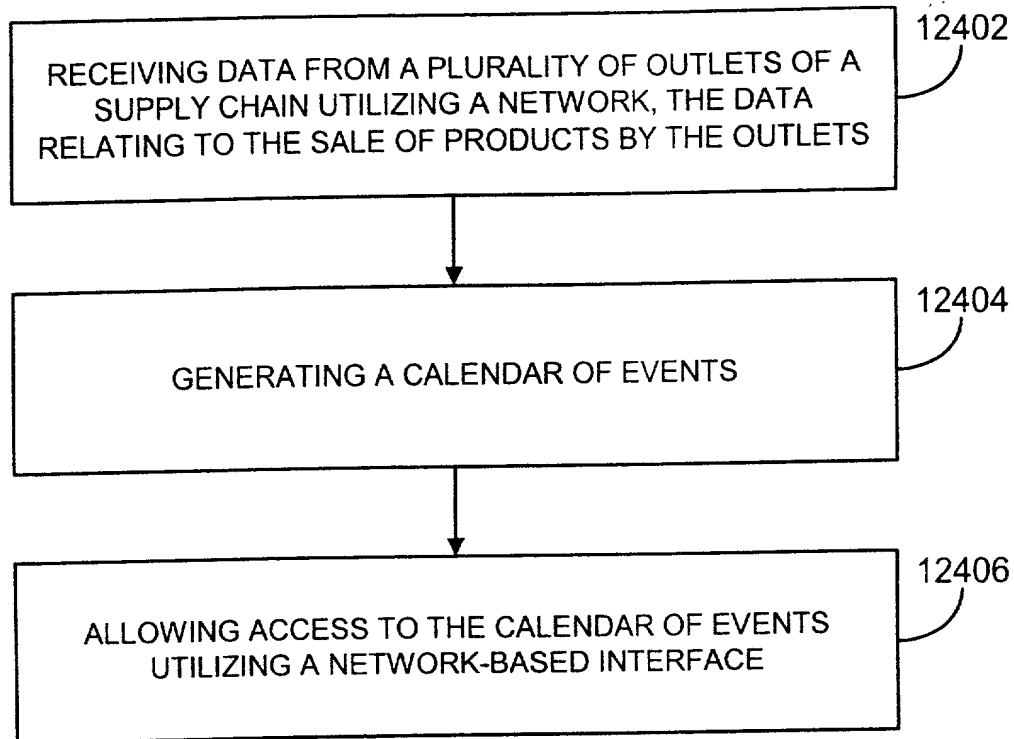 12402
RECEIVING DATA FROM A PLURALITY OF OUTLETS OF A
SUPPLY CHAIN UTILIZING A NETWORK, THE DATA
RELATING TO THE SALE OF PRODUCTS BY THE OUTLETS
12404
GENERATING A CALENDAR OF EVENTS
12406
ALLOWING ACCESS TO THE CALENDAR OF EVENTS
UTILIZING A NETWORK-BASED INTERFACE